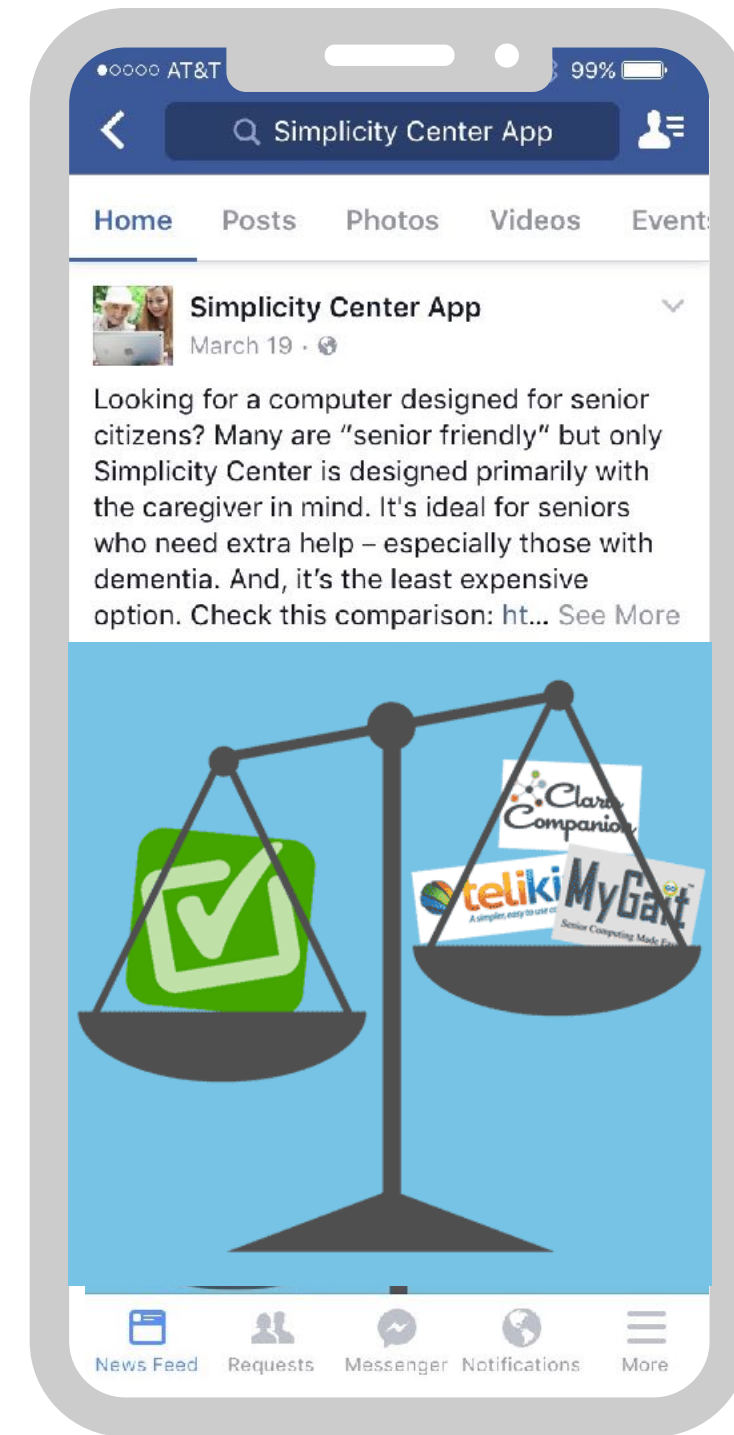 AT&T
99%
Simplicity Center App
Home Posts Photos Videos Event
Simplicity Center App
March 19 ·
Looking for a computer designed for senior
citizens? Many are “senior friendly” but only
Simplicity Center is designed primarily with
the caregiver in mind. It's ideal for seniors
who need extra help – especially those with
dementia. And, it’s the least expensive
option. Check this comparison: ht... See More
Claris
Companion
teliki
A simpler, easy to use
MyGait
Senior Computing Made
News Feed Requests Messenger Notifications More